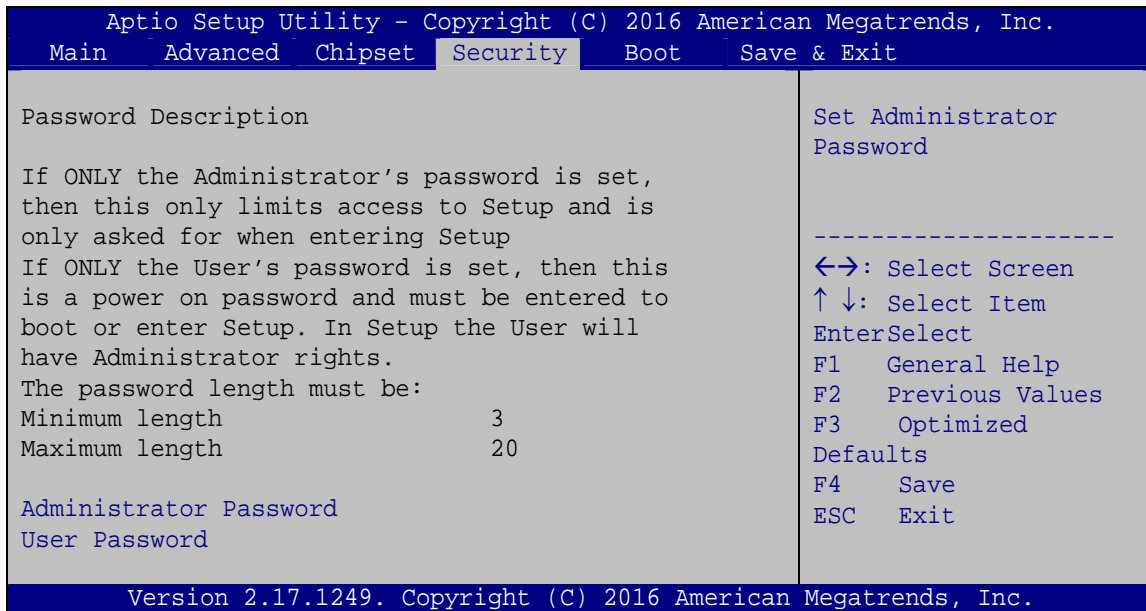 Aptio Setup Utility – Copyright (C) 2016 American Megatrends, Inc.
Main Advanced Chipset Security Boot Save & Exit
Password Description
If ONLY the Administrator’s password is set,
then this only limits access to Setup and is
only asked for when entering Setup
If ONLY the User’s password is set, then this
is a power on password and must be entered to
boot or enter Setup. In Setup the User will
have Administrator rights.
The password length must be:
Minimum length 3
Maximum length 20
Administrator Password
User Password
Set Administrator
Password
---------------------
←→: Select Screen
↑ ↓: Select Item
EnterSelect
F1 General Help
F2 Previous Values
F3 Optimized
Defaults
F4 Save
ESC Exit
Version 2.17.1249. Copyright (C) 2016 American Megatrends, Inc.